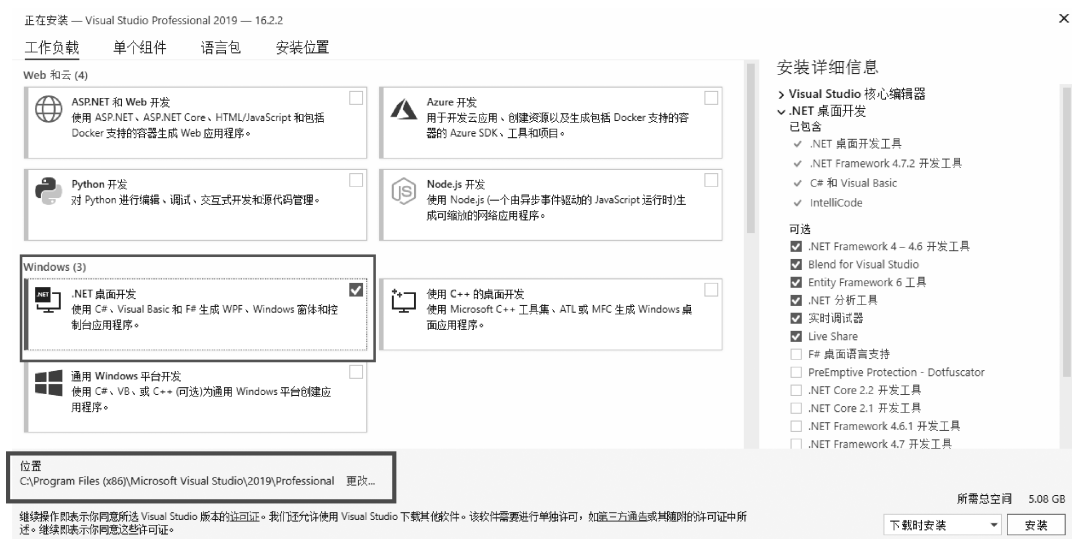 正在安装 — Visual Studio Professional 2019 — 16.2.2
工作负载 单个组件 语言包 安装位置
Web 和云 (4)
ASP.NET 和 Web 开发
使用 ASP.NET、ASP.NET Core、HTML/JavaScript 和包括
Docker 支持的容器生成 Web 应用程序。
Azure 开发
用于开发云应用、创建资源以及生成包括 Docker 支持的容
器的 Azure SDK、工具和项目。
Python 开发
对 Python 进行编辑、调试、交互式开发和源代码管理。
Node.js 开发
使用 Node.js (一个由异步事件驱动的 JavaScript 运行时)生
成可缩放的网络应用程序。
Windows (3)
.NET
.NET 桌面开发
使用 C#、Visual Basic 和 F# 生成 WPF、Windows 窗体和控
制台应用程序。
使用 C++ 的桌面开发
使用 Microsoft C++ 工具集、ATL 或 MFC 生成 Windows 桌
面应用程序。
通用 Windows 平台开发
使用 C#、VB、或 C++ (可选)为通用 Windows 平台创建应
用程序。
安装详细信息
Visual Studio 核心编辑器
.NET 桌面开发
已包含
.NET 桌面开发工具
.NET Framework 4.7.2 开发工具
C# 和 Visual Basic
IntelliCode
可选
.NET Framework 4 – 4.6 开发工具
Blend for Visual Studio
Entity Framework 6 工具
.NET 分析工具
实时调试器
Live Share
F# 桌面语言支持
PreEmptive Protection - Dotfuscator
.NET Core 2.2 开发工具
.NET Core 2.1 开发工具
.NET Framework 4.6.1 开发工具
.NET Framework 4.7 开发工具
位置
C:\Program Files (x86)\Microsoft Visual Studio\2019\Professional 更改...
所需总空间 5.08 GB
继续操作即表示你同意所选 Visual Studio 版本的许可证。我们还允许使用 Visual Studio 下载其他软件。该软件需要进行单独许可，如第三方通告或其随附的许可证中所
述。继续即表示你同意这些许可证。
下载时安装 安装